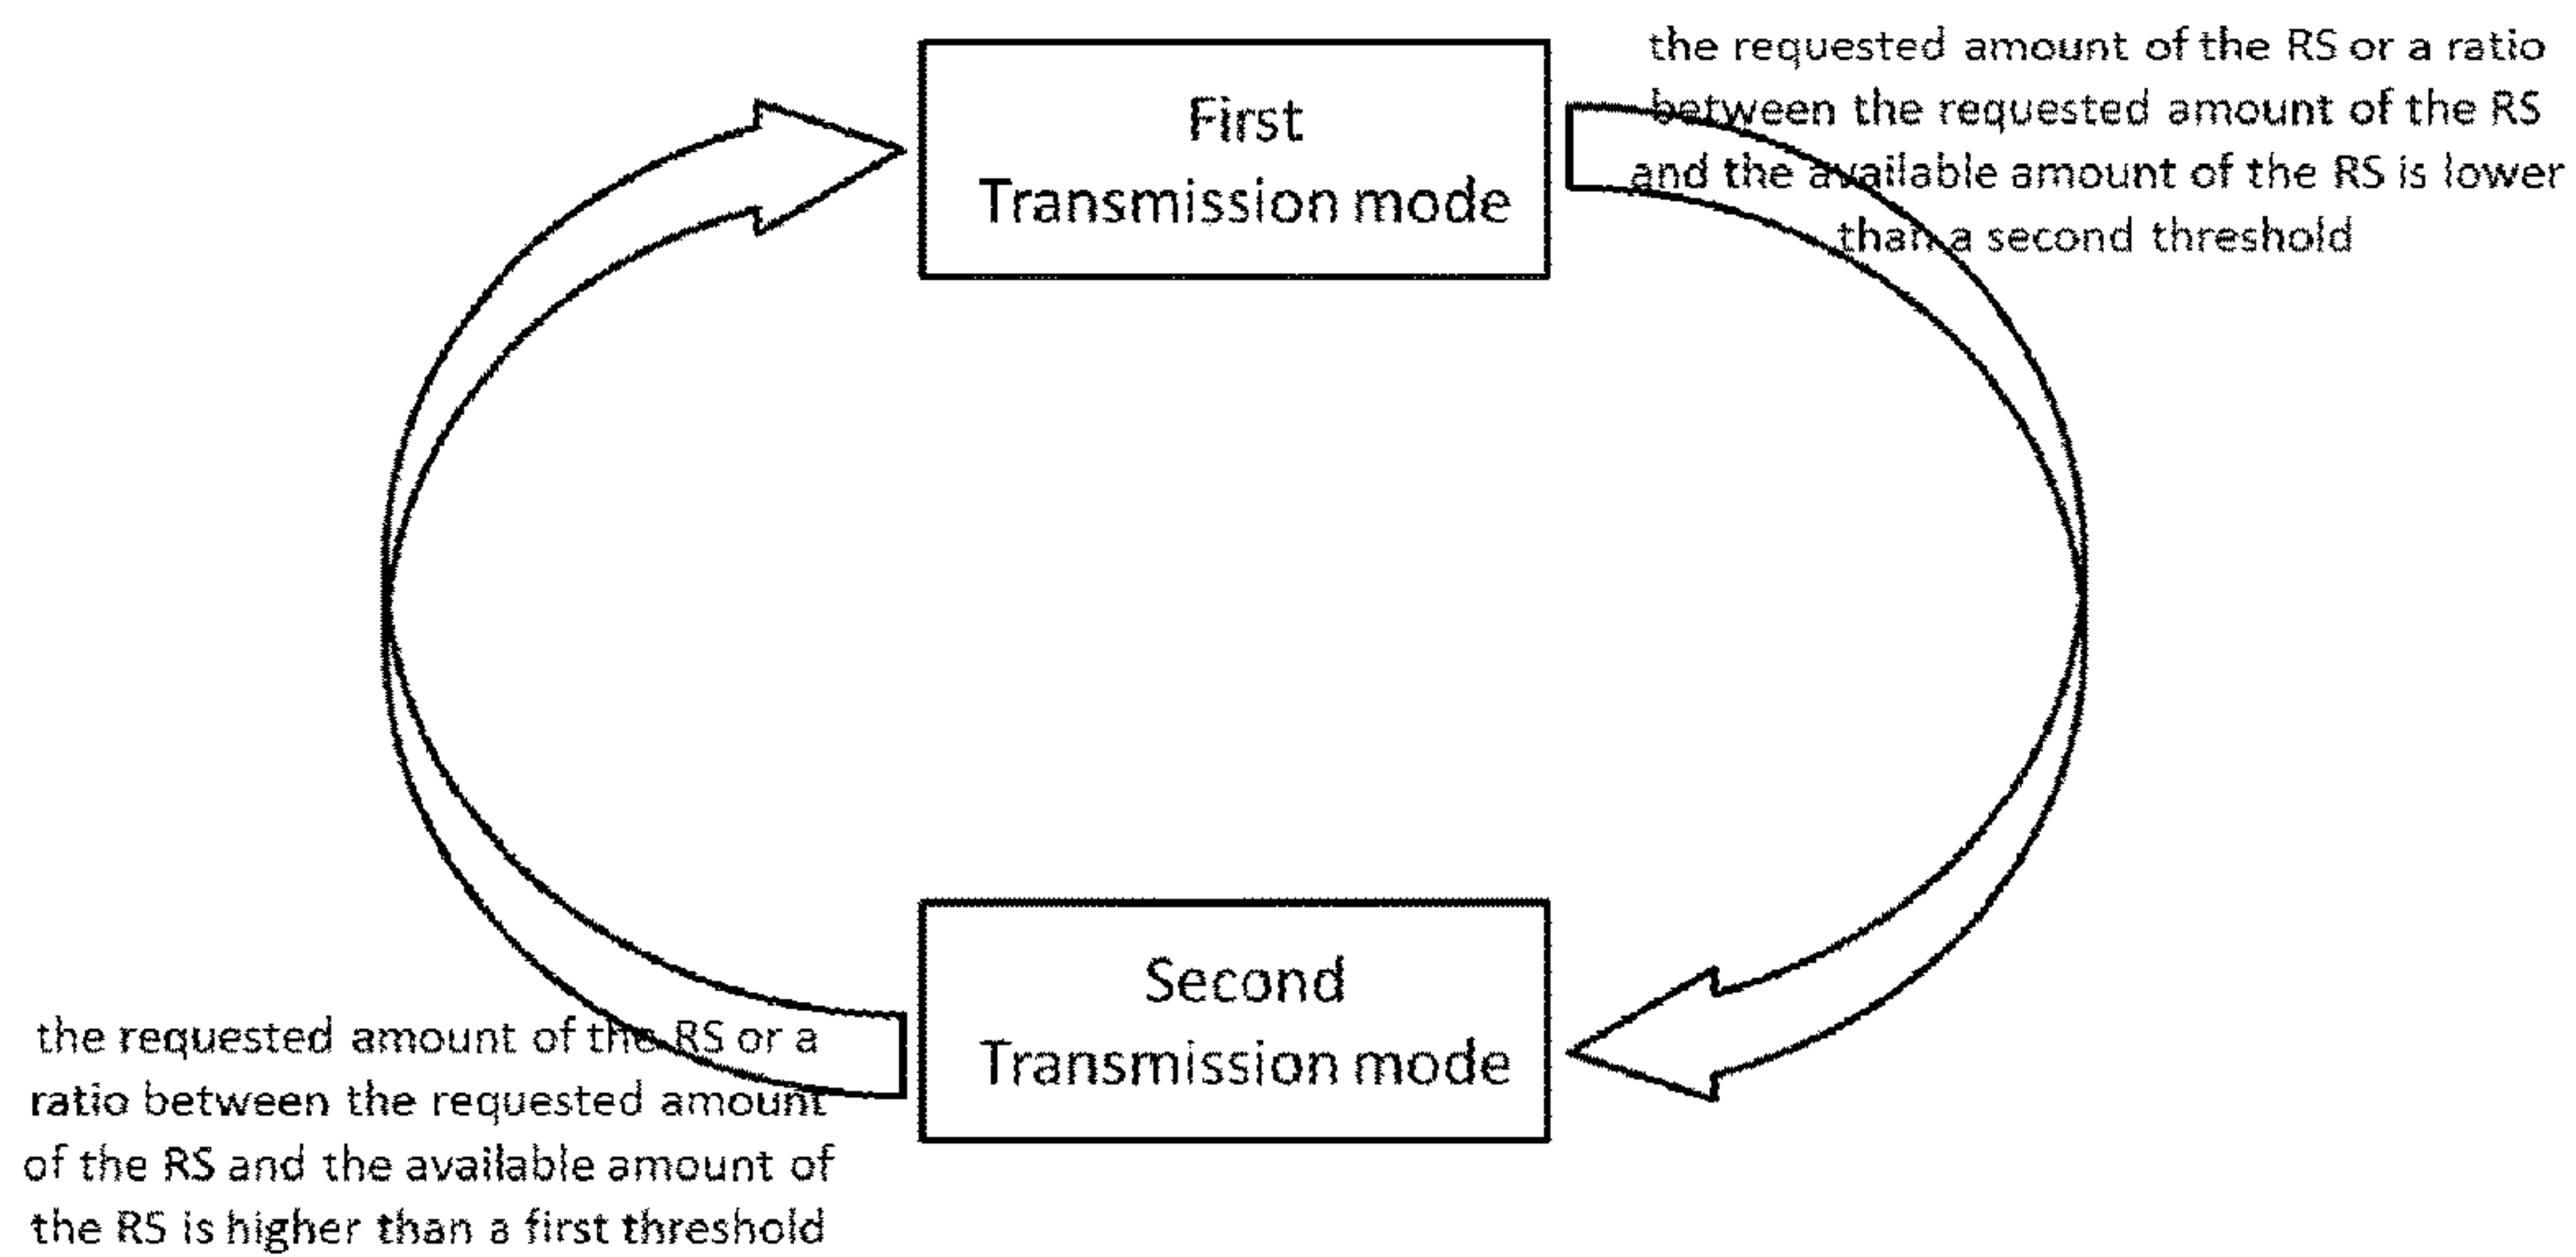 First
Transmission mode
the requested amount of the RS or a ratio
between the requested amount of the RS
and the available amount of the RS is lower
than a second threshold
Second
Transmission mode
the requested amount of the RS or a
ratio between the requested amount
of the RS and the available amount of
the RS is higher than a first threshold